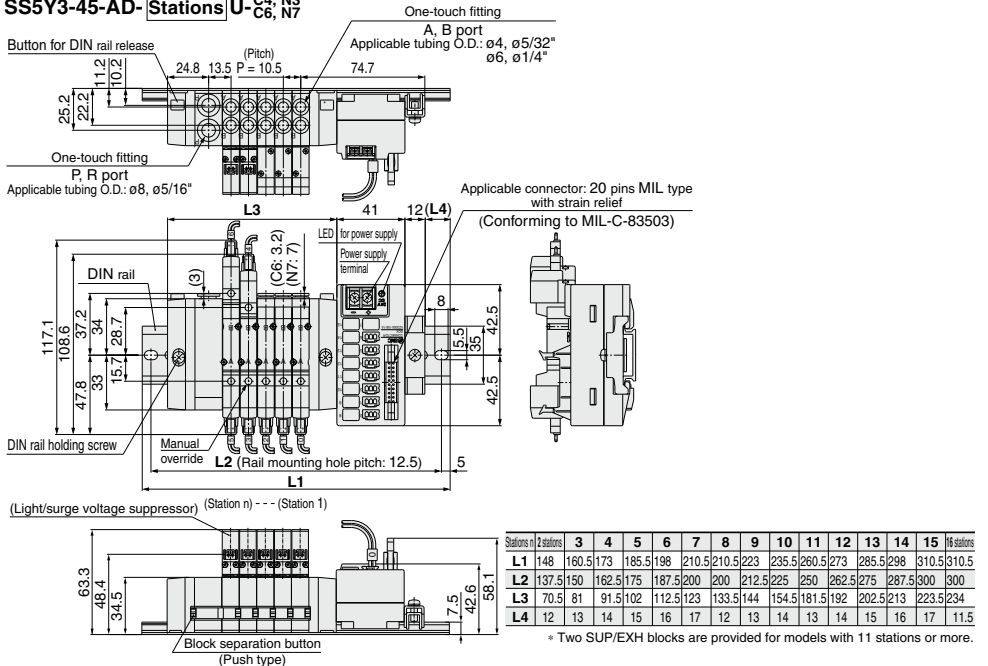 SS5Y3-45-AD- Stations U- C4, N3
C6, N7
One-touch fitting
A, B port
Applicable tubing O.D.: ø4, ø5/32"
ø6, ø1/4"
Button for DIN rail release
(Pitch)
24.8 13.5 P = 10.5 74.7
11.2
10.2
25.2
22.2
One-touch fitting
P, R port
Applicable tubing O.D.: ø8, ø5/16"
Applicable connector: 20 pins MIL type
with strain relief
(Conforming to MIL-C-83503)
L3 41 12 (L4)
LED for power supply
Power supply
terminal
(C6: 3.2)
(N7: 7)
(3)
DIN rail
117.1
108.6
37.2
34
28.7
15.7
33
47.8
8
5.5
35
42.5
42.5
DIN rail holding screw
Manual
override
L2 (Rail mounting hole pitch: 12.5) 5
L1
(Light/surge voltage suppressor) (Station n) - - - (Station 1)
63.3
48.4
34.5
7.5
42.6
58.1
Block separation button
(Push type)
Stations n 2 stations 3 4 5 6 7 8 9 10 11 12 13 14 15 16 stations
L1 148 160.5 173 185.5 198 210.5 210.5 223 235.5 260.5 273 285.5 298 310.5 310.5
L2 137.5 150 162.5 175 187.5 200 200 212.5 225 250 262.5 275 287.5 300 300
L3 70.5 81 91.5 102 112.5 123 133.5 144 154.5 181.5 192 202.5 213 223.5 234
L4 12 13 14 15 16 17 12 13 14 13 14 15 16 17 11.5
* Two SUP/EXH blocks are provided for models with 11 stations or more.